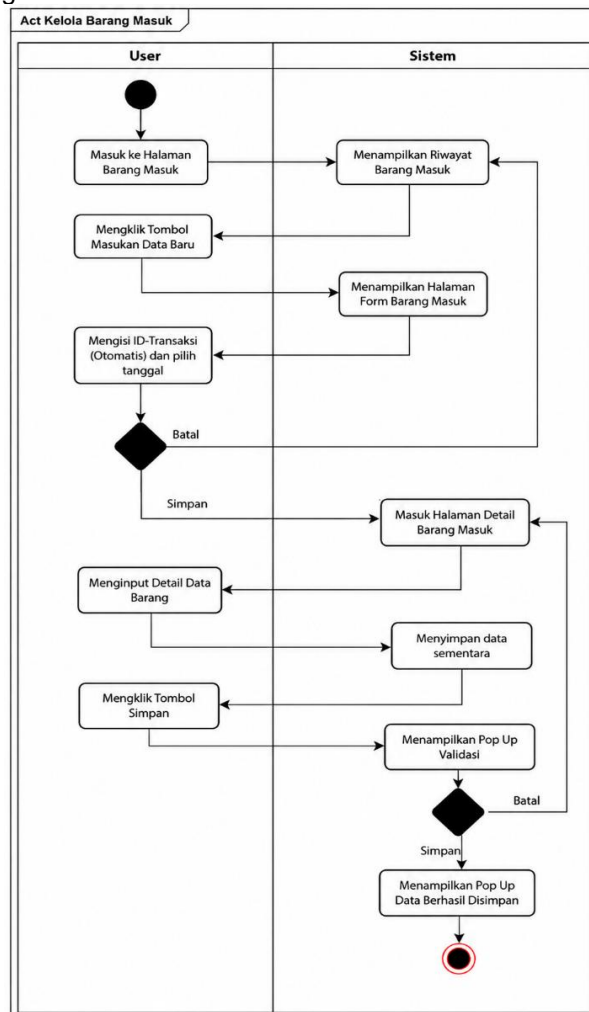 Act Kelola Barang Masuk
User
Sistem
Masuk ke Halaman
Barang Masuk
Menampilkan Riwayat
Barang Masuk
Mengklik Tombol
Masukan Data Baru
Menampilkan Halaman
Form Barang Masuk
Mengisi ID-Transaksi
(Otomatis) dan pilih
tanggal
Batal
Simpan
Masuk Halaman Detail
Barang Masuk
Menginput Detail Data
Barang
Menyimpan data
sementara
Mengklik Tombol
Simpan
Menampilkan Pop Up
Validasi
Batal
Simpan
Menampilkan Pop Up
Data Berhasil Disimpan